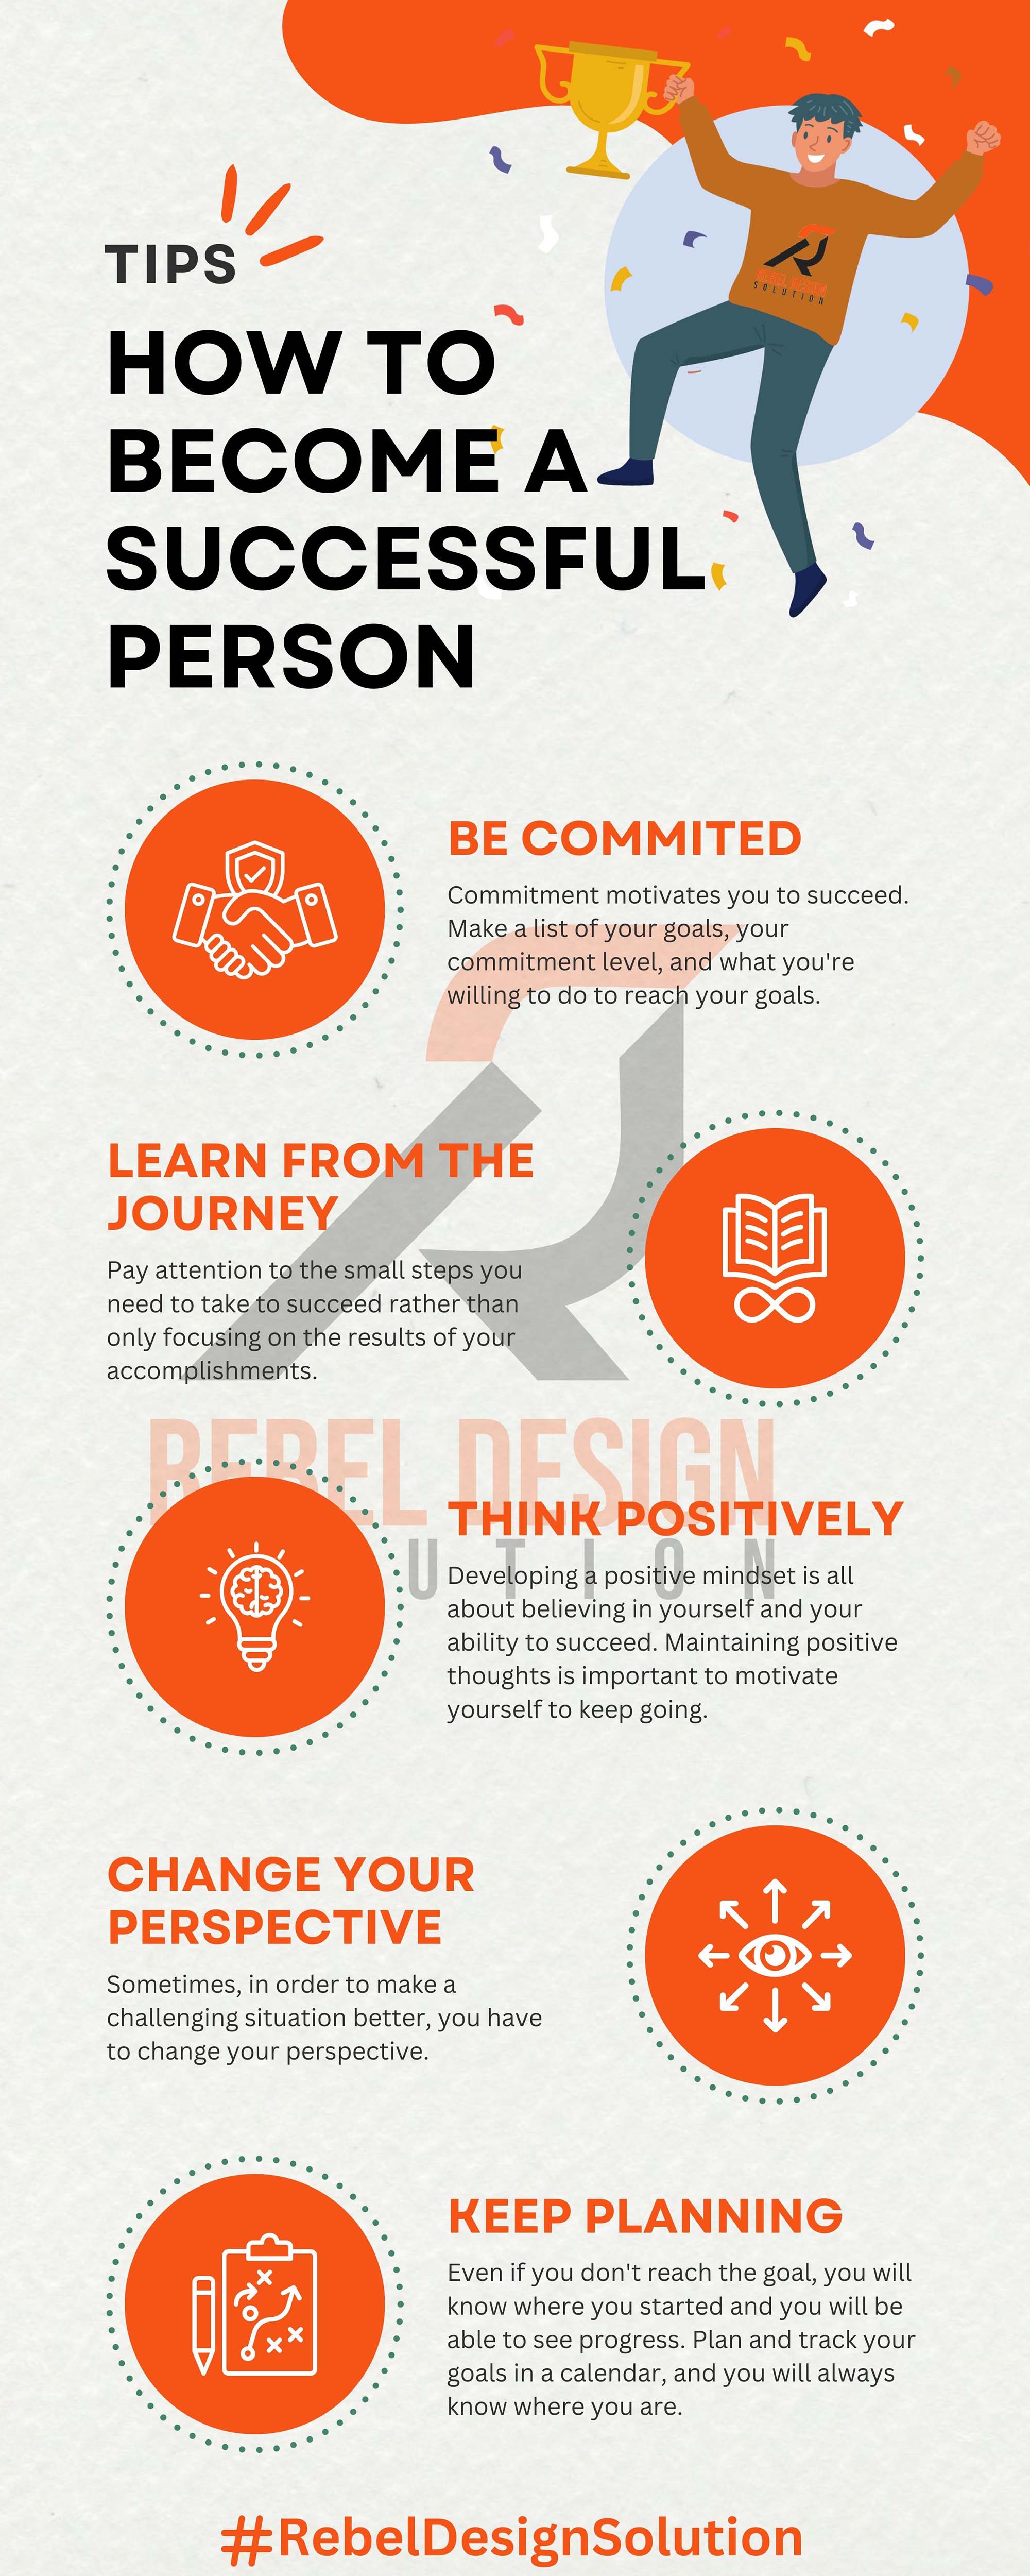 TIPS
HOW TO
BECOME A
SUCCESSFUL
PERSON
REBEL DESIGN
SOLUTION
BE COMMITED
Commitment motivates you to succeed.
Make a list of your goals, your
commitment level, and what you're
willing to do to reach your goals.
LEARN FROM THE
JOURNEY
Pay attention to the small steps you
need to take to succeed rather than
only focusing on the results of your
accomplishments.
REBEL DESIGN
UTION
THINK POSITIVELY
Developing a positive mindset is all
about believing in yourself and your
ability to succeed. Maintaining positive
thoughts is important to motivate
yourself to keep going.
CHANGE YOUR
PERSPECTIVE
Sometimes, in order to make a
challenging situation better, you have
to change your perspective.
KEEP PLANNING
Even if you don't reach the goal, you will
know where you started and you will be
able to see progress. Plan and track your
goals in a calendar, and you will always
know where you are.
#RebelDesignSolution